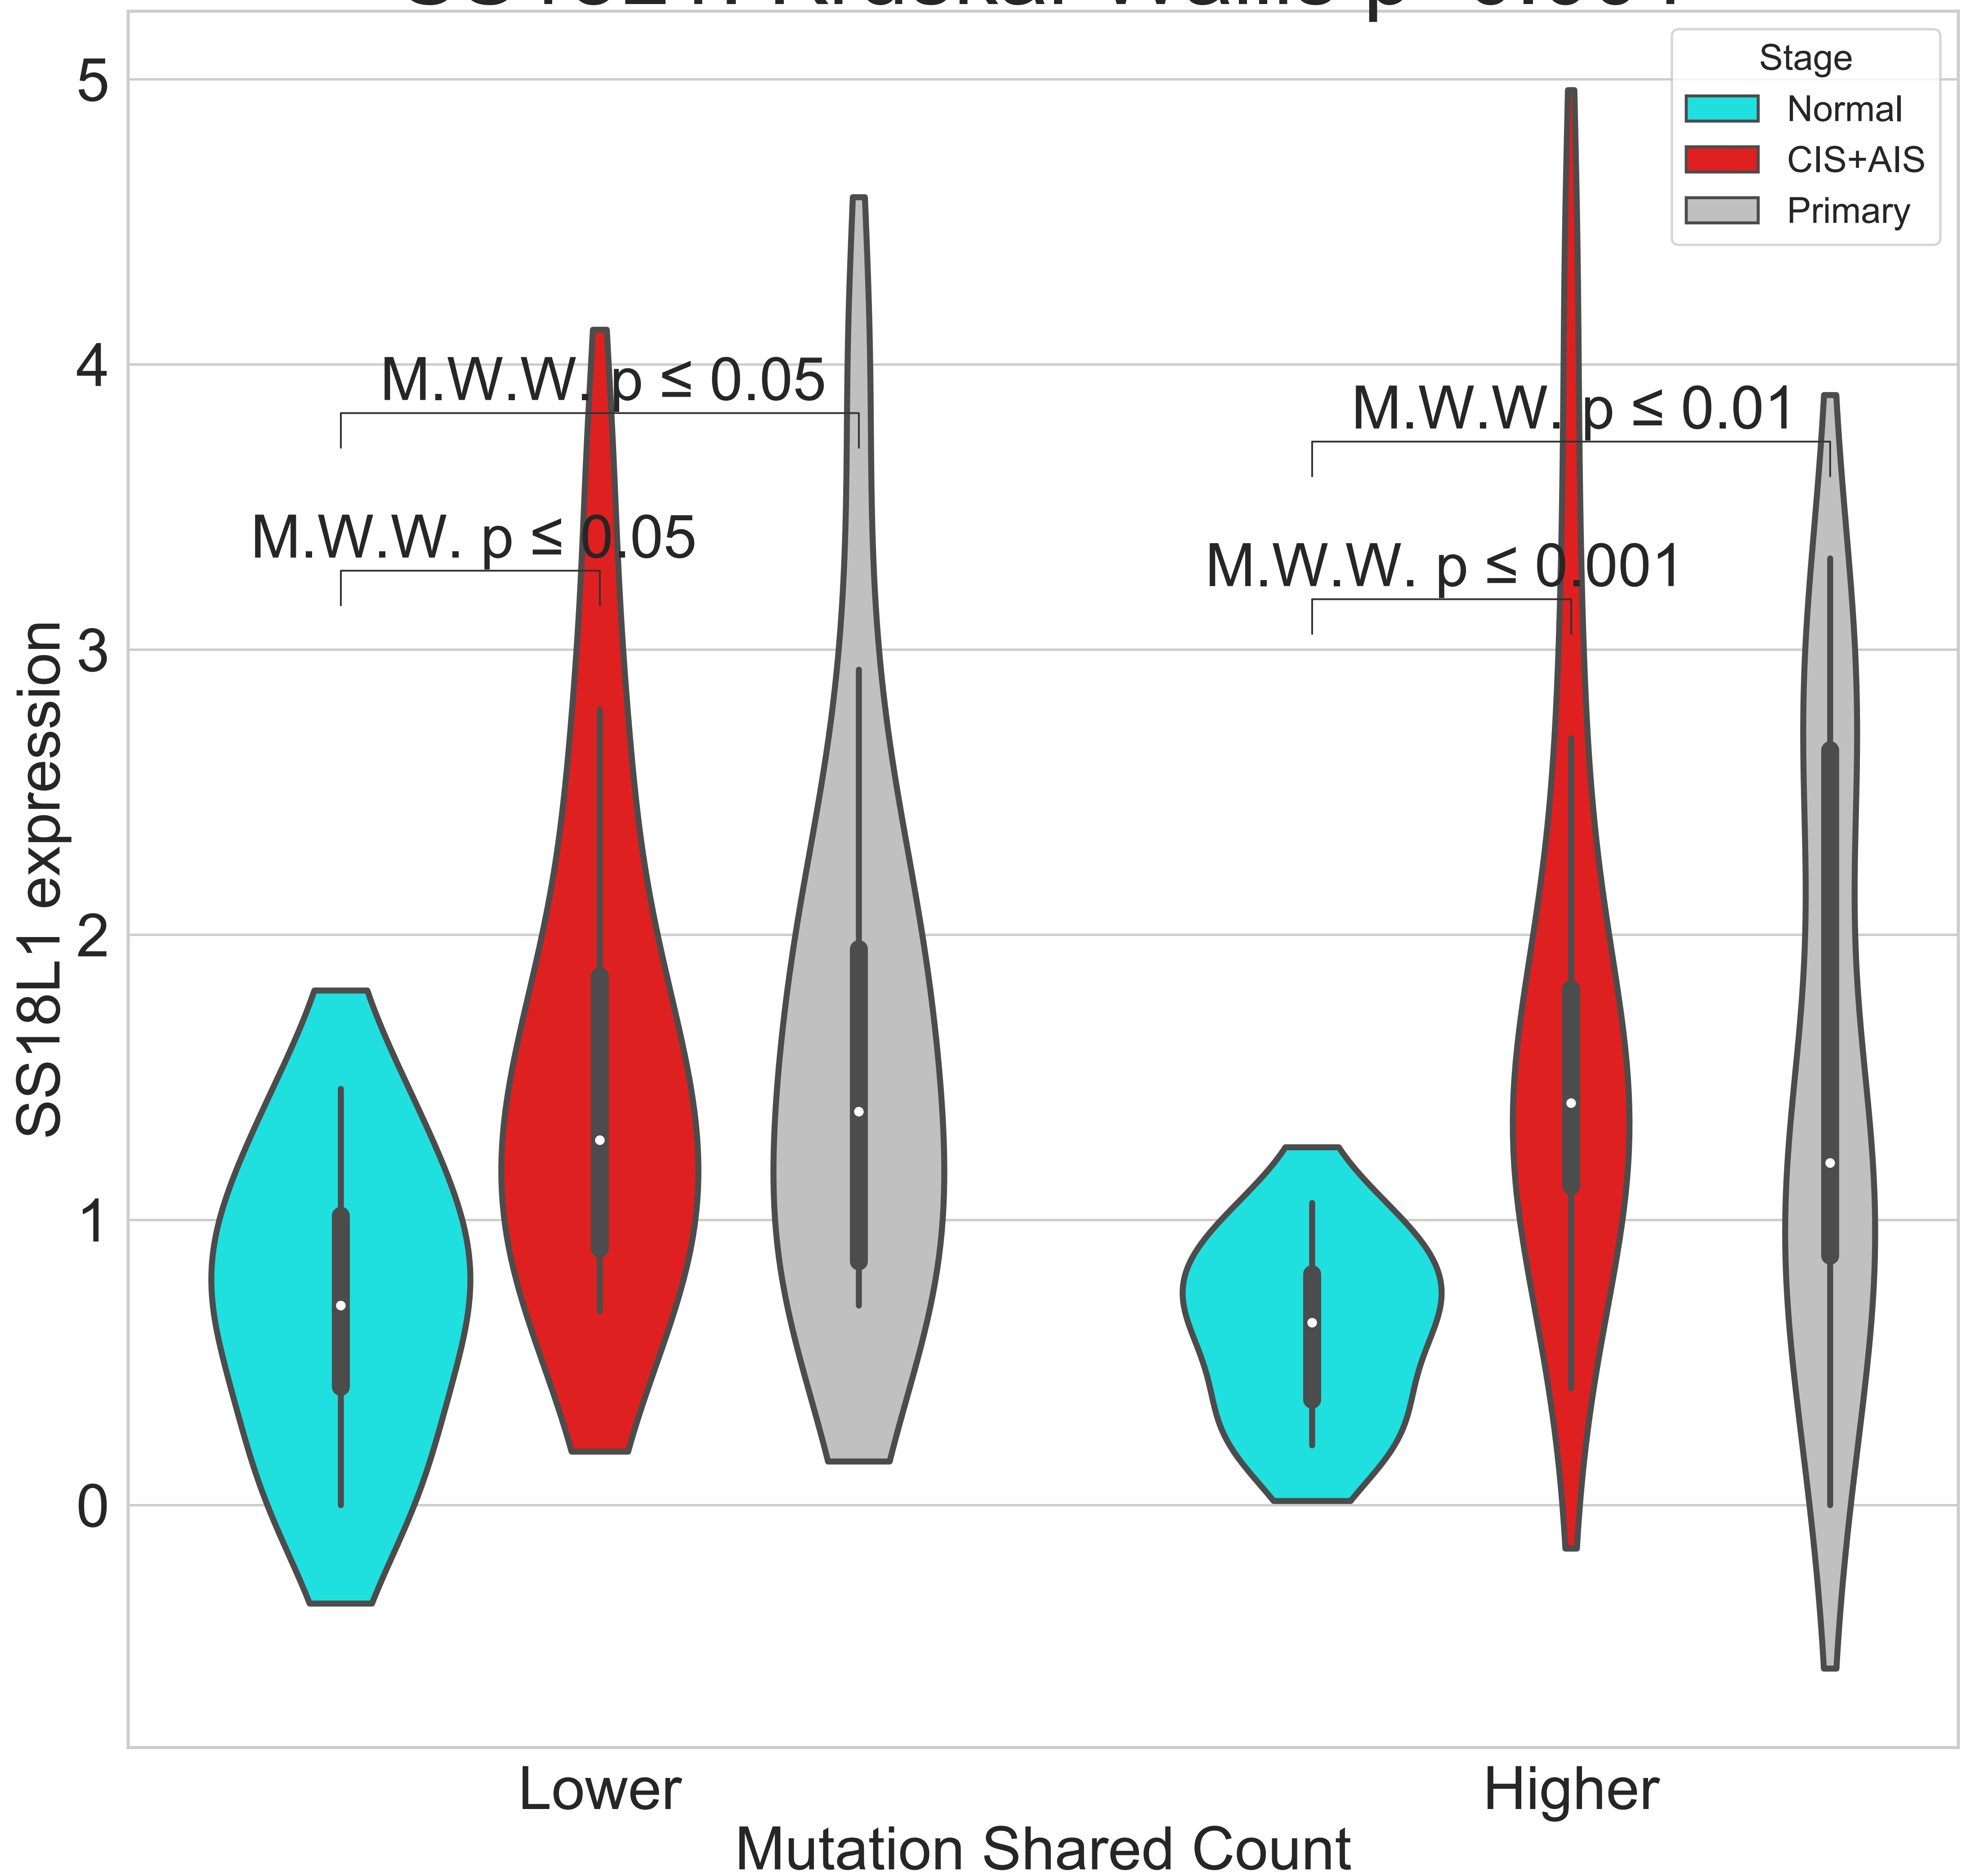 Stage
Normal
CIS+AIS
Primary
5
4
3
2
1
0
SS18L1 expression
M.W.W. p ≤ 0.05
M.W.W. p ≤ 0.01
M.W.W. p ≤ 0.05
M.W.W. p ≤ 0.001
Lower
Higher
Mutation Shared Count